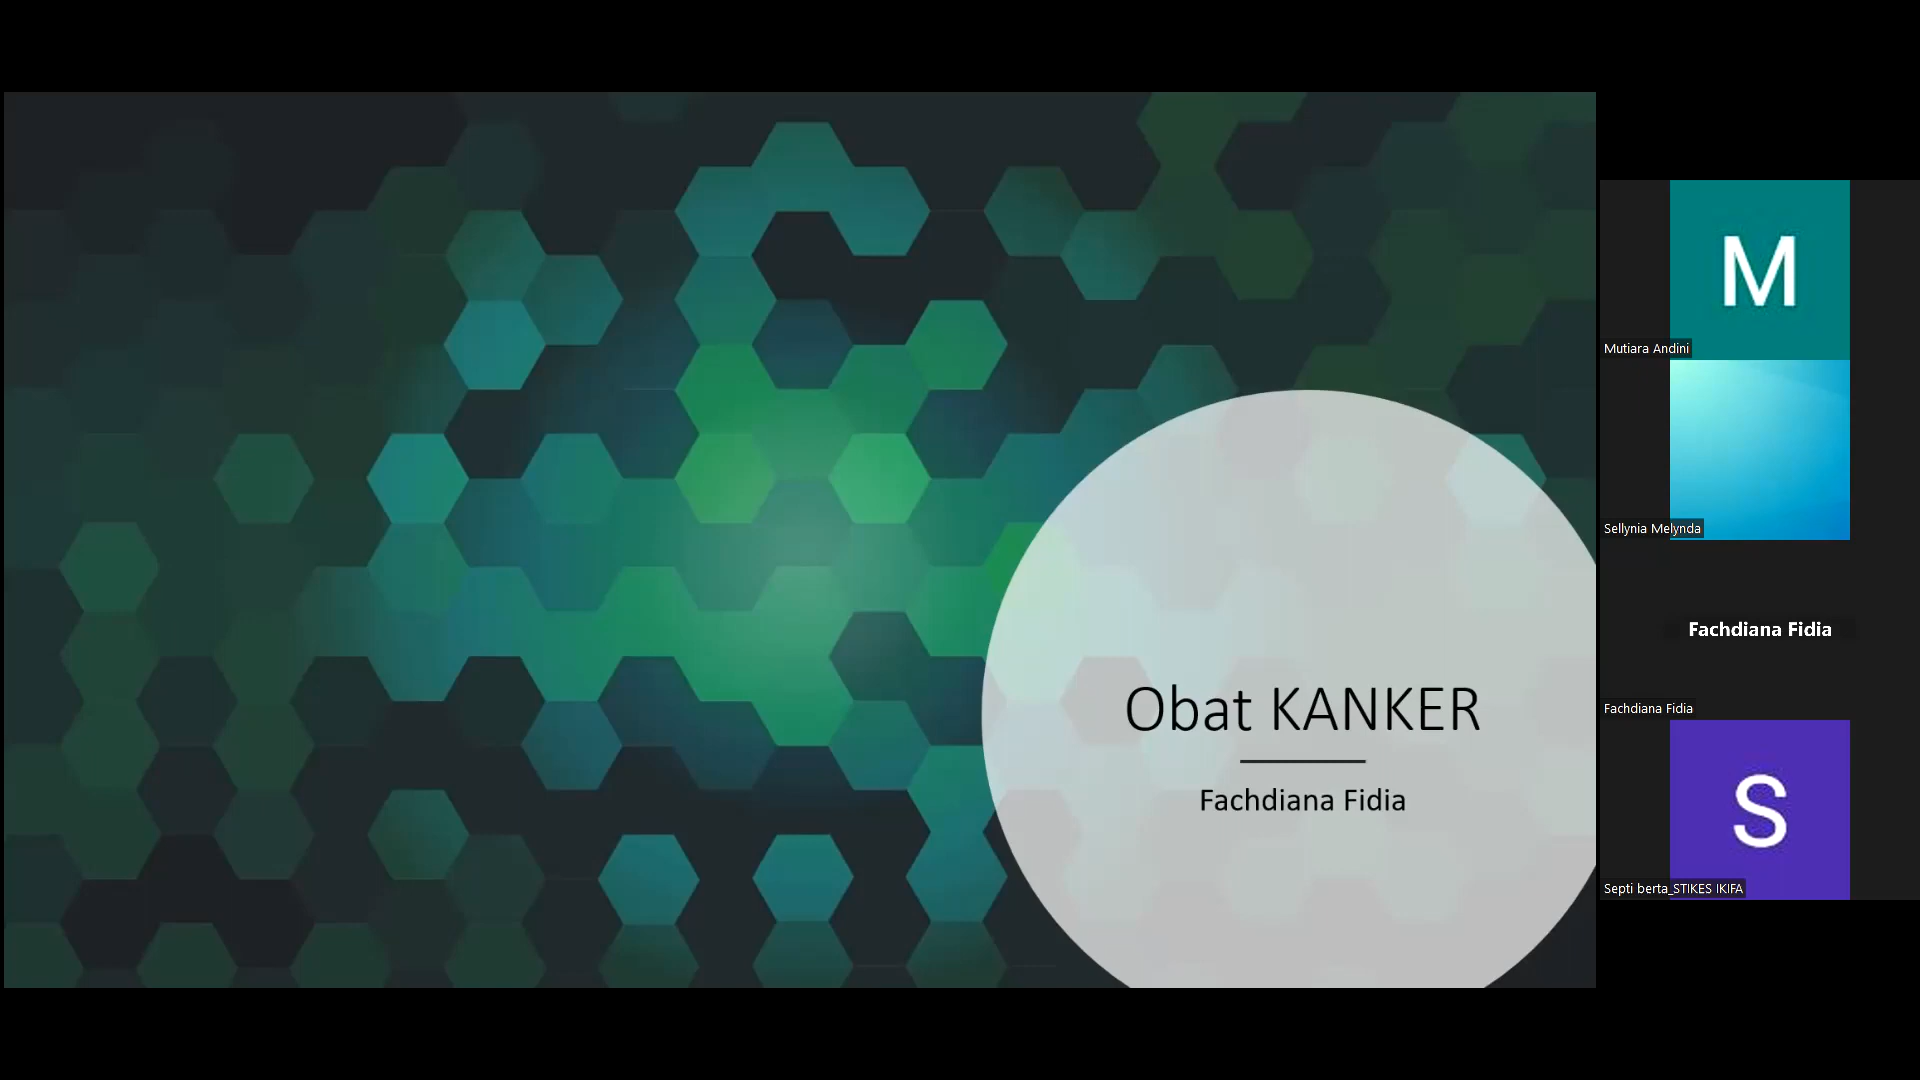 Obat KANKER
Fachdiana Fidia
M
Mutiara Andini
Sellynia Melynda
Fachdiana Fidia
Fachdiana Fidia
S
Septi berta_STIKES IKIFA